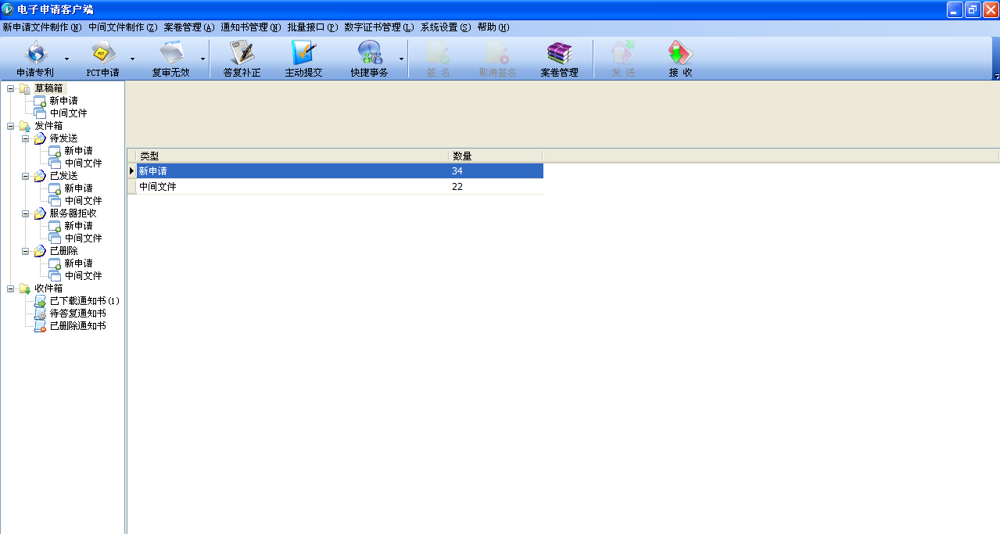 电子申请客户端
新申请文件制作(N) 中间文件制作(Z) 案卷管理(A) 通知书管理(N) 批量接口(P) 数字证书管理(L) 系统设置(S) 帮助(H)
申请专利 PCT申请 复审无效 答复补正 主动提交 快捷事务 签 名 取消签名 案卷管理 发 送 接 收
草稿箱
新申请
中间文件
发件箱
待发送
新申请
中间文件
已发送
新申请
中间文件
服务器拒收
新申请
中间文件
已删除
新申请
中间文件
收件箱
已下载通知书(1)
待答复通知书
已删除通知书
类型 数量
新申请 34
中间文件 22